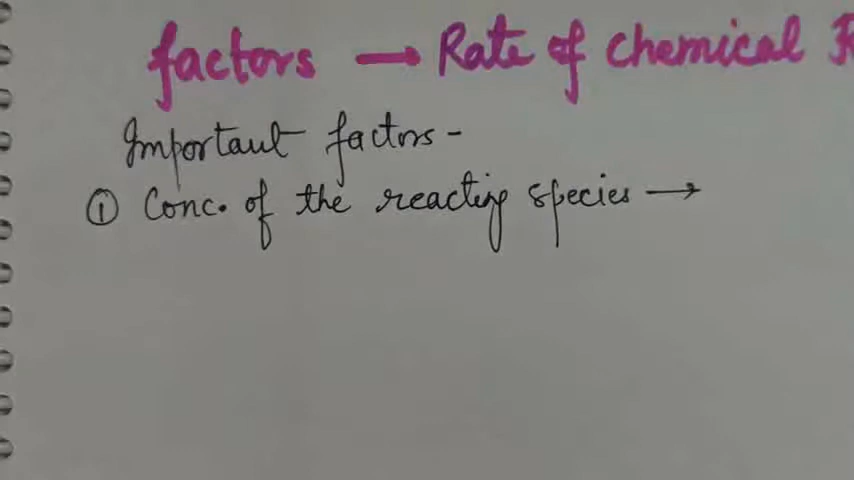 factors → Rate of chemical
Important factors -
① Conc. of the reacting species →